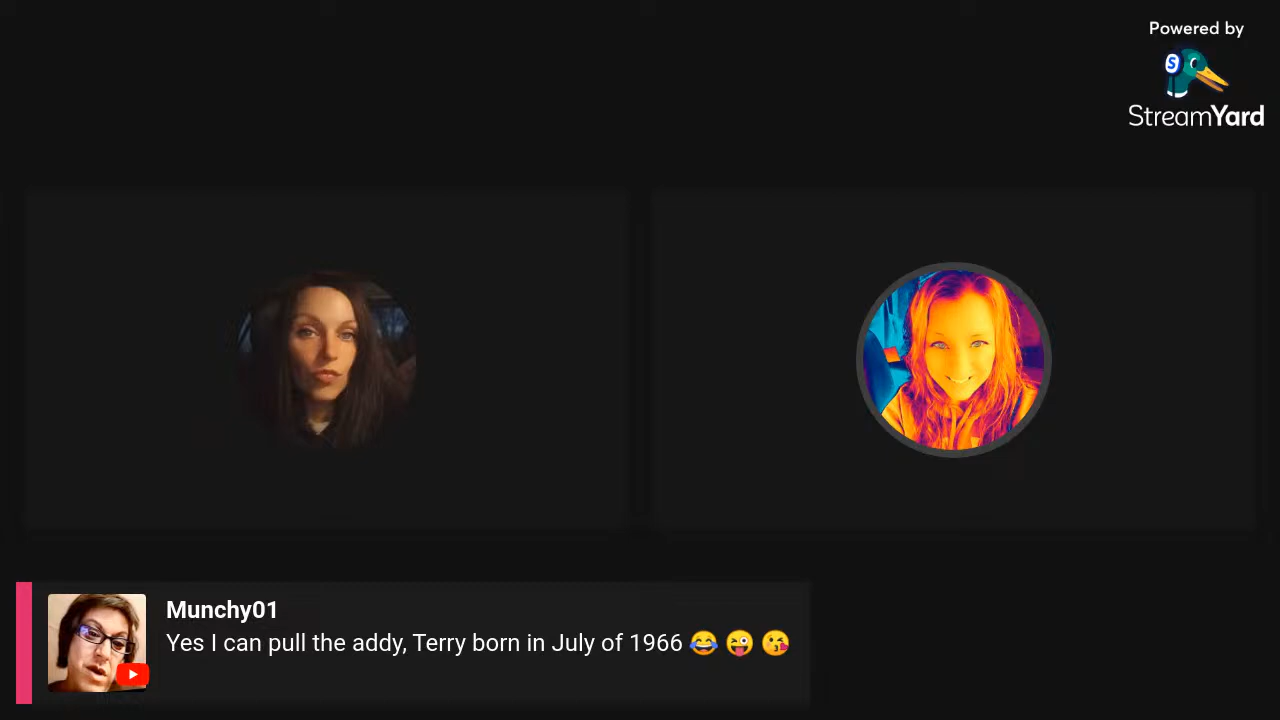 Powered by
S
StreamYard
Munchy01
Yes I can pull the addy, Terry born in July of 1966 😂 😜 😘